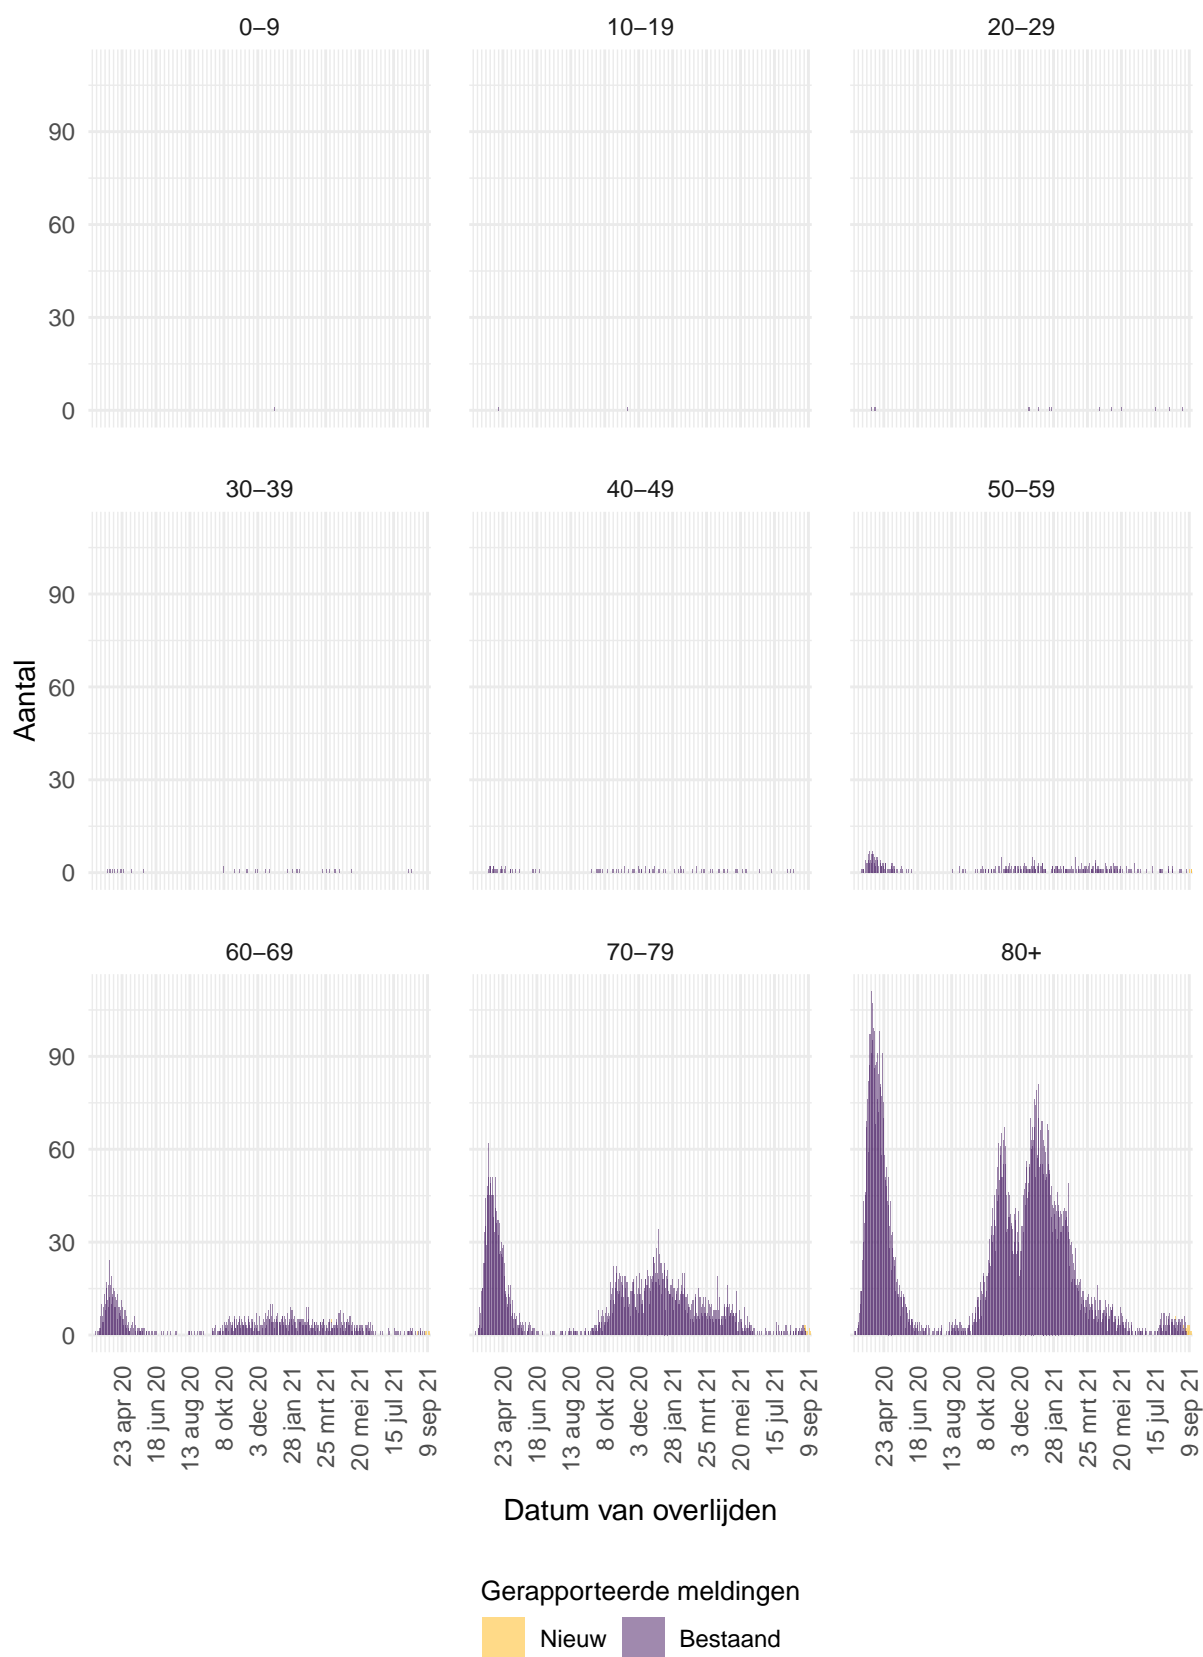 0–9 10–19 20–29
90
60
30
0
30–39 40–49 50–59
90
60
30
0
Aantal
60–69 70–79 80+
90
60
30
0
23 apr 20 18 jun 20 13 aug 20 8 okt 20 3 dec 20 28 jan 21 25 mrt 21 20 mei 21 15 jul 21 9 sep 21 23 apr 20 18 jun 20 13 aug 20 8 okt 20 3 dec 20 28 jan 21 25 mrt 21 20 mei 21 15 jul 21 9 sep 21 23 apr 20 18 jun 20 13 aug 20 8 okt 20 3 dec 20 28 jan 21 25 mrt 21 20 mei 21 15 jul 21 9 sep 21
Datum van overlijden
Gerapporteerde meldingen
Nieuw Bestaand